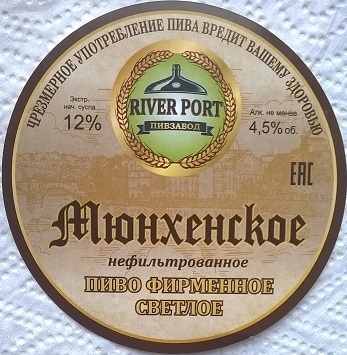 ЧРЕЗМЕРНОЕ УПОТРЕБЛЕНИЕ ПИВА ВРЕДИТ ВАШЕМУ ЗДОРОВЬЮ
RIVER PORT
ПИВЗАВОД
Экстр.
нач. сусла
12%
Алк. не менее
4,5% об.
EAC
Мюнхенское
нефильтрованное
ПИВО ФИРМЕННОЕ
СВЕТЛОЕ